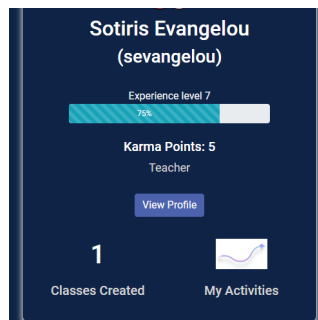 Sotiris Evangelou
(sevangelou)
Experience level 7
75%
Karma Points: 5
Teacher
View Profile
1
Classes Created
My Activities